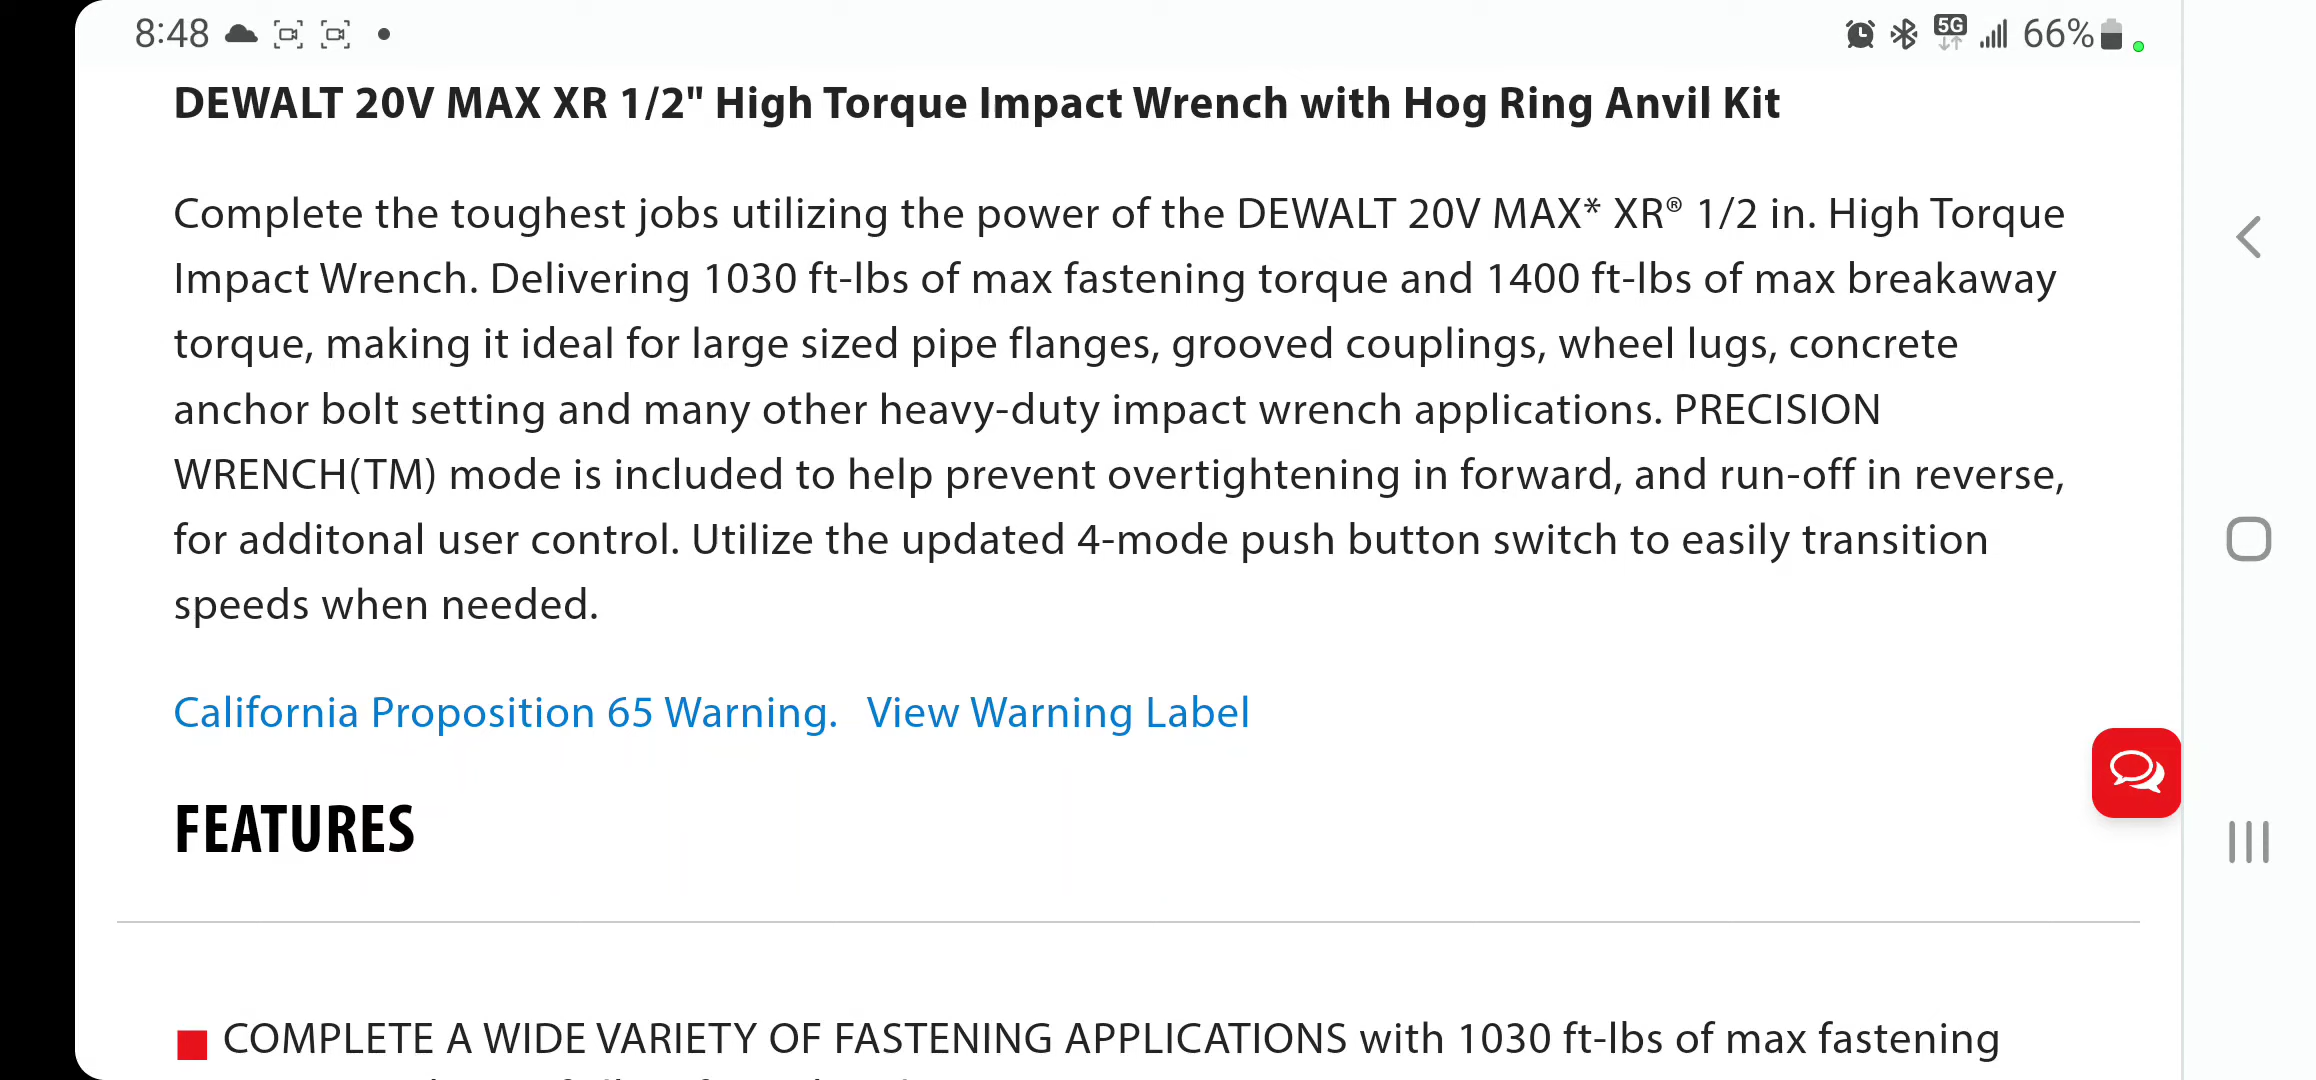 8:48
5G 66%
DEWALT 20V MAX XR 1/2" High Torque Impact Wrench with Hog Ring Anvil Kit
Complete the toughest jobs utilizing the power of the DEWALT 20V MAX* XR® 1/2 in. High Torque
Impact Wrench. Delivering 1030 ft-lbs of max fastening torque and 1400 ft-lbs of max breakaway
torque, making it ideal for large sized pipe flanges, grooved couplings, wheel lugs, concrete
anchor bolt setting and many other heavy-duty impact wrench applications. PRECISION
WRENCH(TM) mode is included to help prevent overtightening in forward, and run-off in reverse,
for additonal user control. Utilize the updated 4-mode push button switch to easily transition
speeds when needed.
California Proposition 65 Warning. View Warning Label
FEATURES
COMPLETE A WIDE VARIETY OF FASTENING APPLICATIONS with 1030 ft-lbs of max fastening